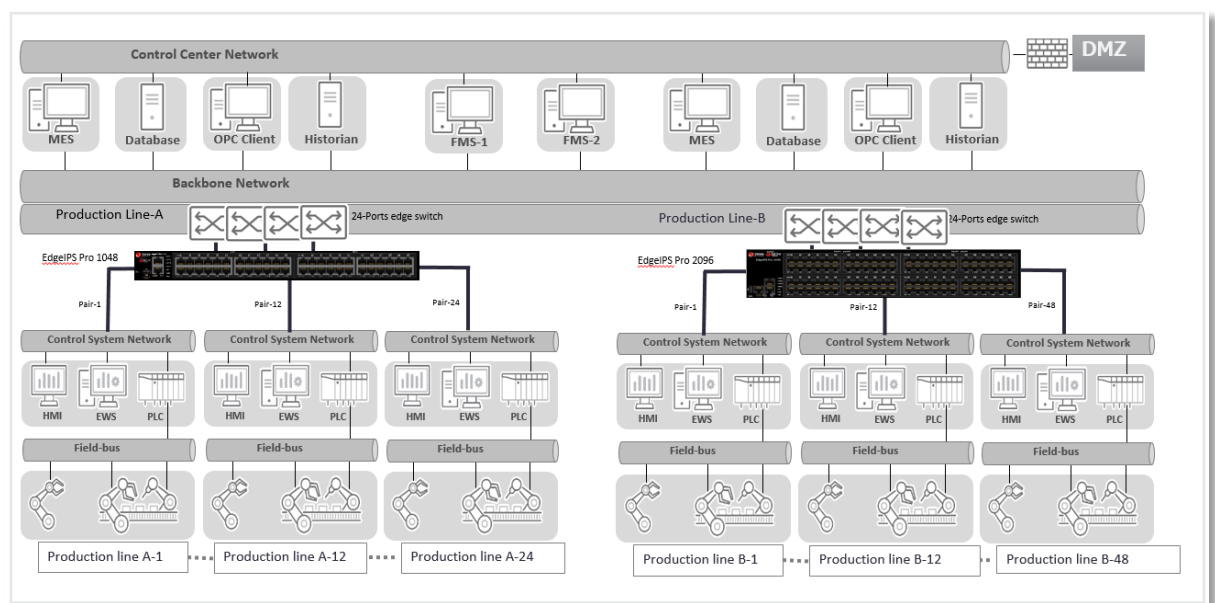 Control Center Network
DMZ
MES
Database
OPC Client
Historian
FMS-1
FMS-2
MES
Database
OPC Client
Historian
Backbone Network
Production Line-A
24-Ports edge switch
Production Line-B
24-Ports edge switch
EdgeIPS Pro 1048
EdgeIPS Pro 2096
Pair-1
Pair-12
Pair-24
Pair-1
Pair-12
Pair-48
Control System Network
Control System Network
Control System Network
Control System Network
Control System Network
Control System Network
HMI
EWS
PLC
HMI
EWS
PLC
HMI
EWS
PLC
HMI
EWS
PLC
HMI
EWS
PLC
HMI
EWS
PLC
Field-bus
Field-bus
Field-bus
Field-bus
Field-bus
Field-bus
Production line A-1
Production line A-12
Production line A-24
Production line B-1
Production line B-12
Production line B-48